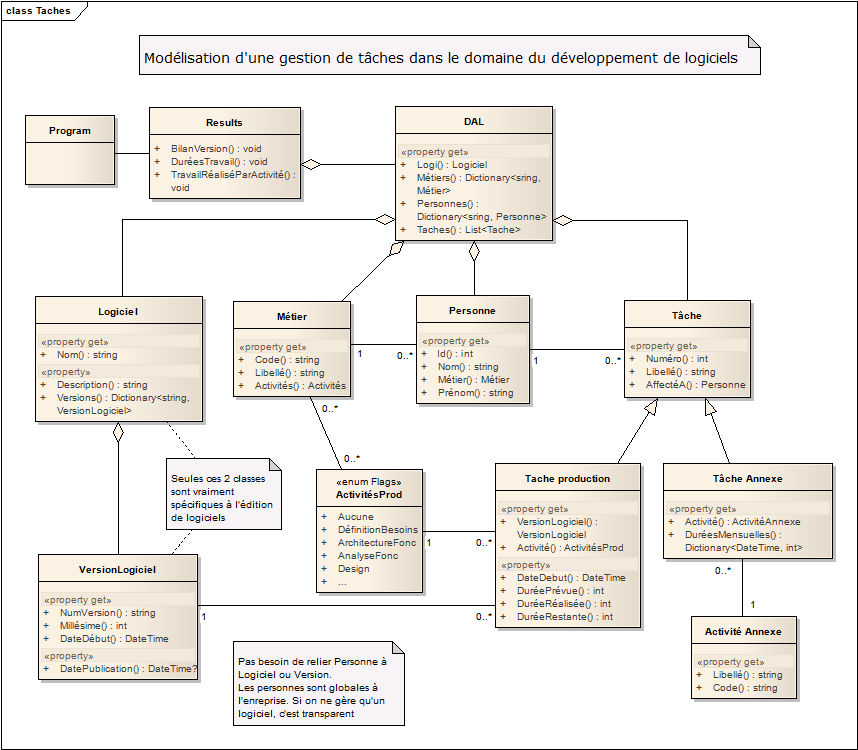 class Taches
Modélisation d'une gestion de tâches dans le domaine du développement de logiciels
Program
Results
+ BilanVersion() : void
+ DuréesTravail() : void
+ TravailRéaliséParActivité() :
void
DAL
«property get»
+ Logi() : Logiciel
+ Métiers() : Dictionary<sring,
Métier>
+ Personnes() :
Dictionary<sring, Personne>
+ Taches() : List<Tache>
Logiciel
«property get»
+ Nom() : string
«property»
+ Description() : string
+ Versions() : Dictionary<string,
VersionLogiciel>
Métier
«property get»
+ Code() : string
+ Libellé() : string
+ Activités() : Activités
1
0..*
Personne
«property get»
+ Id() : int
+ Nom() : string
+ Métier() : Métier
+ Prénom() : string
1
0..*
Tâche
«property get»
+ Numéro() : int
+ Libellé() : string
+ AffectéA() : Personne
0..*
0..*
Seules ces 2 classes
sont vraiment
spécifiques à l'édition
de logiciels
«enum Flags»
ActivitésProd
+ Aucune
+ DéfinitionBesoins
+ ArchitectureFonc
+ AnalyseFonc
+ Design
+ ...
1
0..*
Tache production
«property get»
+ VersionLogiciel() :
VersionLogiciel
+ Activité() : ActivitésProd
«property»
+ DateDebut() : DateTime
+ DuréePrévue() : int
+ DuréeRéalisée() : int
+ DuréeRestante() : int
Tâche Annexe
«property get»
+ Activité() : ActivitéAnnexe
+ DuréesMensuelles() :
Dictionary<DateTime, int>
0..*
1
VersionLogiciel
«property get»
+ NumVersion() : string
+ Millésime() : int
+ DateDébut() : DateTime
«property»
+ DatePublication() : DateTime?
1
0..*
Activité Annexe
«property get»
+ Libellé() : string
+ Code() : string
Pas besoin de relier Personne à
Logiciel ou Version.
Les personnes sont globales à
l'enreprise. Si on ne gère qu'un
logiciel, c'est transparent